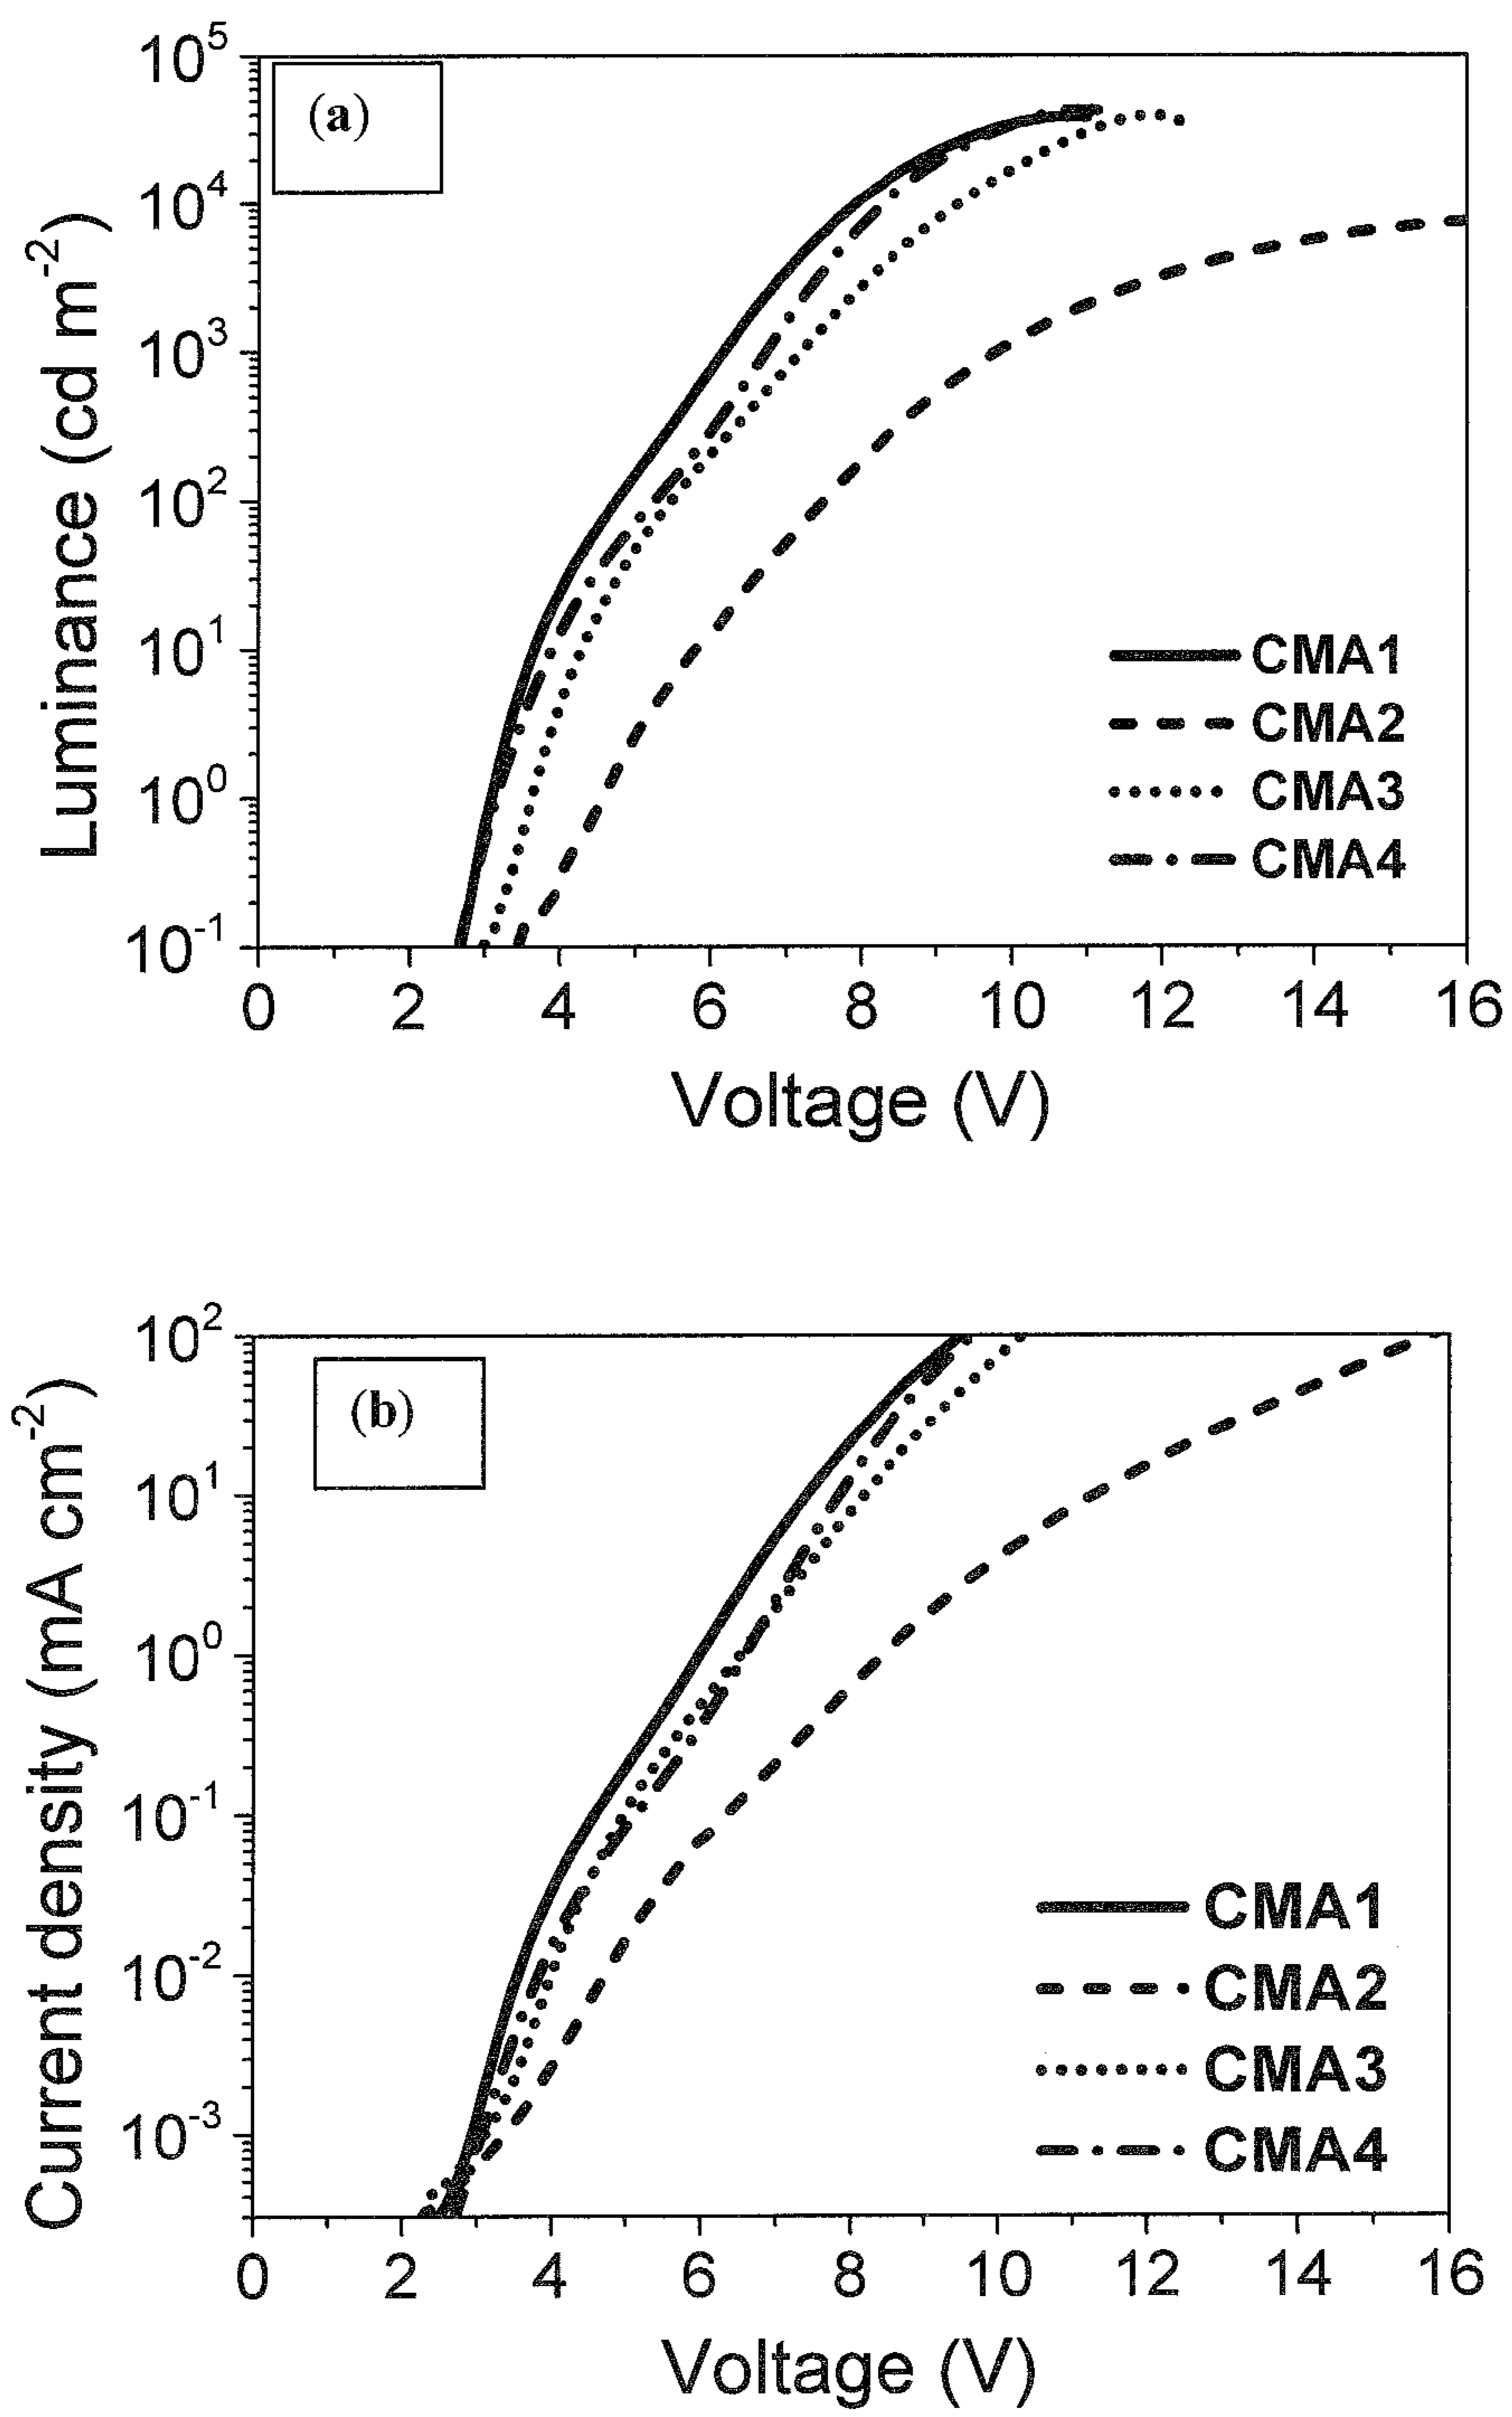 (a)
10^5
10^4
10^3
10^2
10^1
10^0
10^-1
Luminance (cd m^-2)
CMA1
CMA2
CMA3
CMA4
0 2 4 6 8 10 12 14 16
Voltage (V)
(b)
10^2
10^1
10^0
10^-1
10^-2
10^-3
Current density (mA cm^-2)
CMA1
CMA2
CMA3
CMA4
0 2 4 6 8 10 12 14 16
Voltage (V)